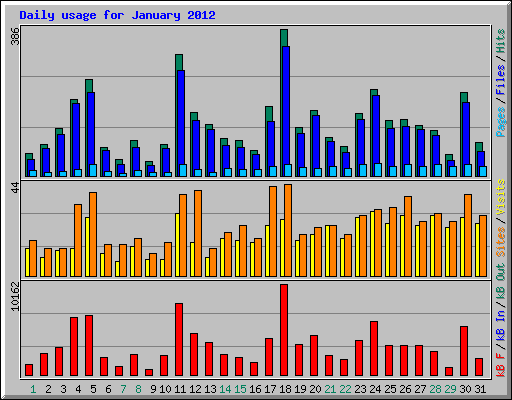 Daily usage for January 2012
386
Pages / Files / Hits
44
Sites / Visits
10162
kB F / kB In / kB Out
1 2 3 4 5 6 7 8 9 10 11 12 13 14 15 16 17 18 19 20 21 22 23 24 25 26 27 28 29 30 31